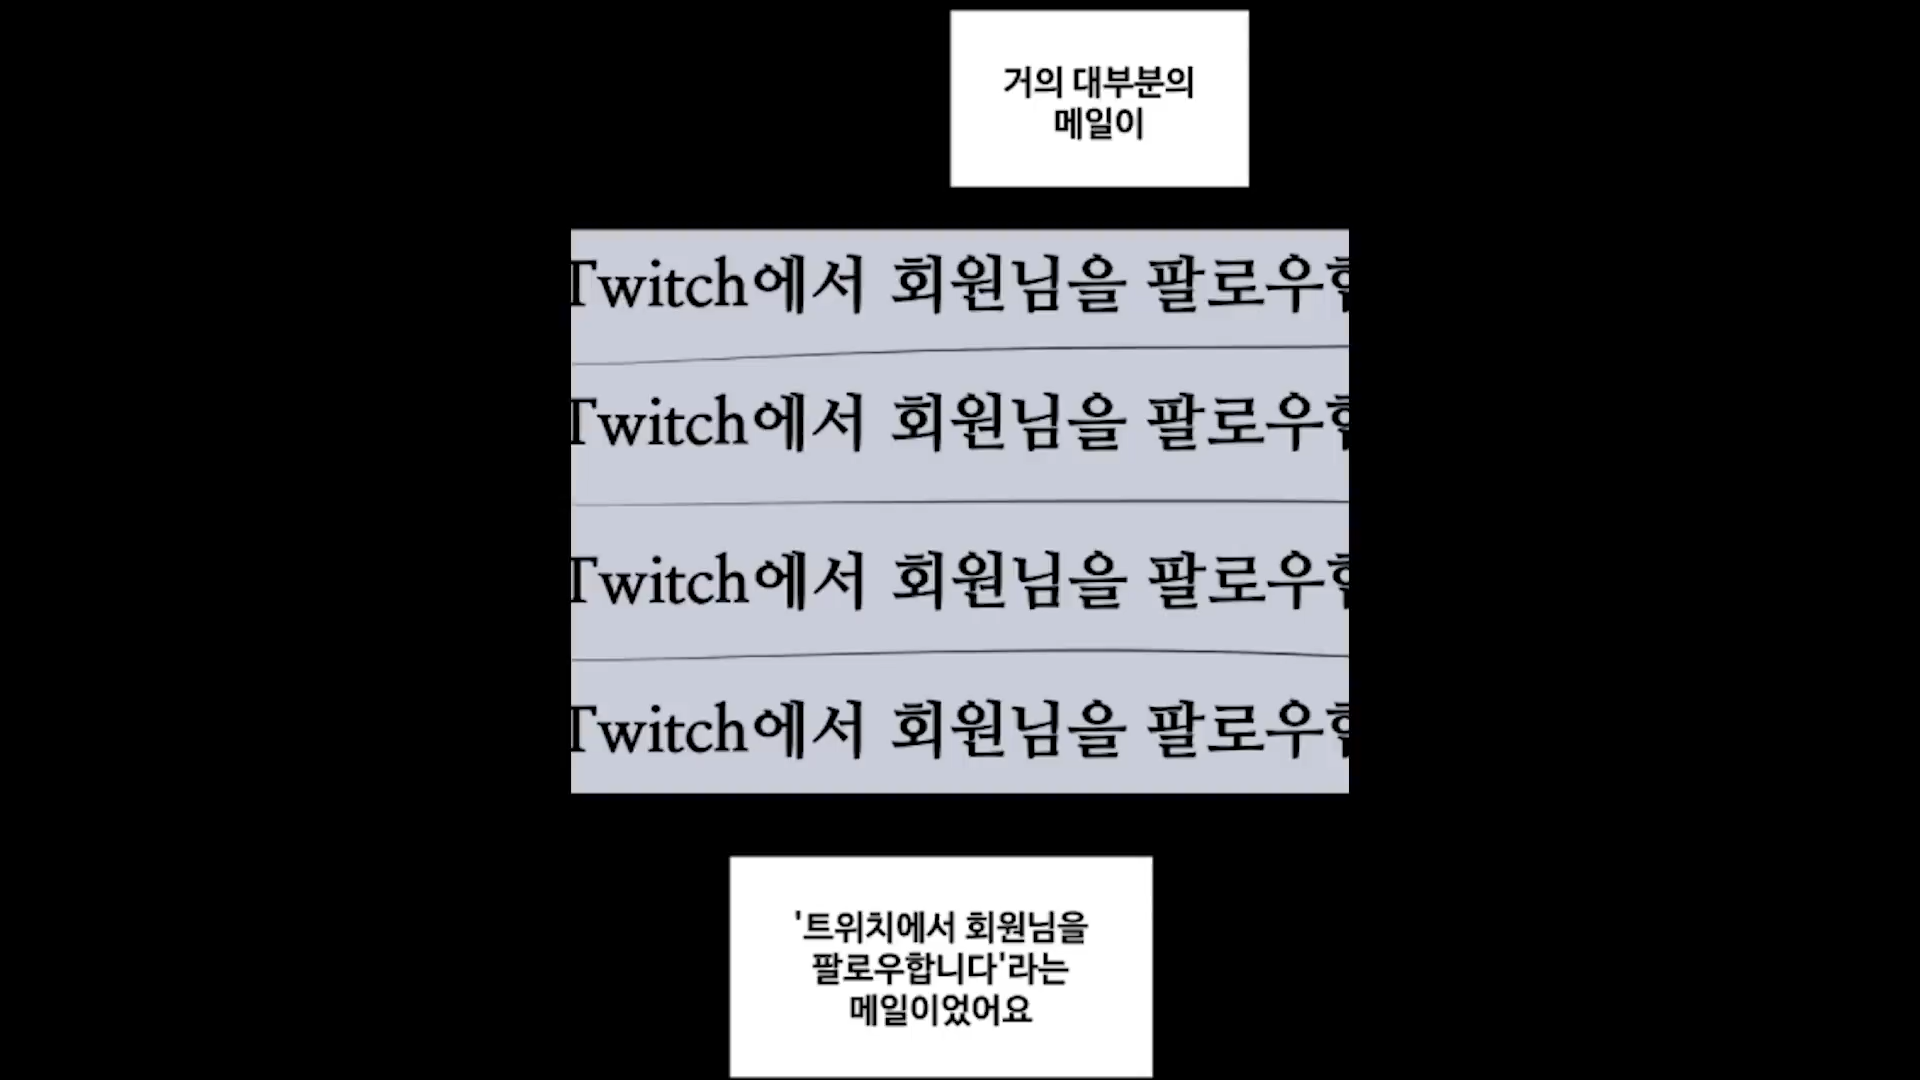 거의 대부분의
메일이
Twitch에서 회원님을 팔로우합
Twitch에서 회원님을 팔로우합
Twitch에서 회원님을 팔로우합
Twitch에서 회원님을 팔로우합
'트위치에서 회원님을
팔로우합니다'라는
메일이었어요